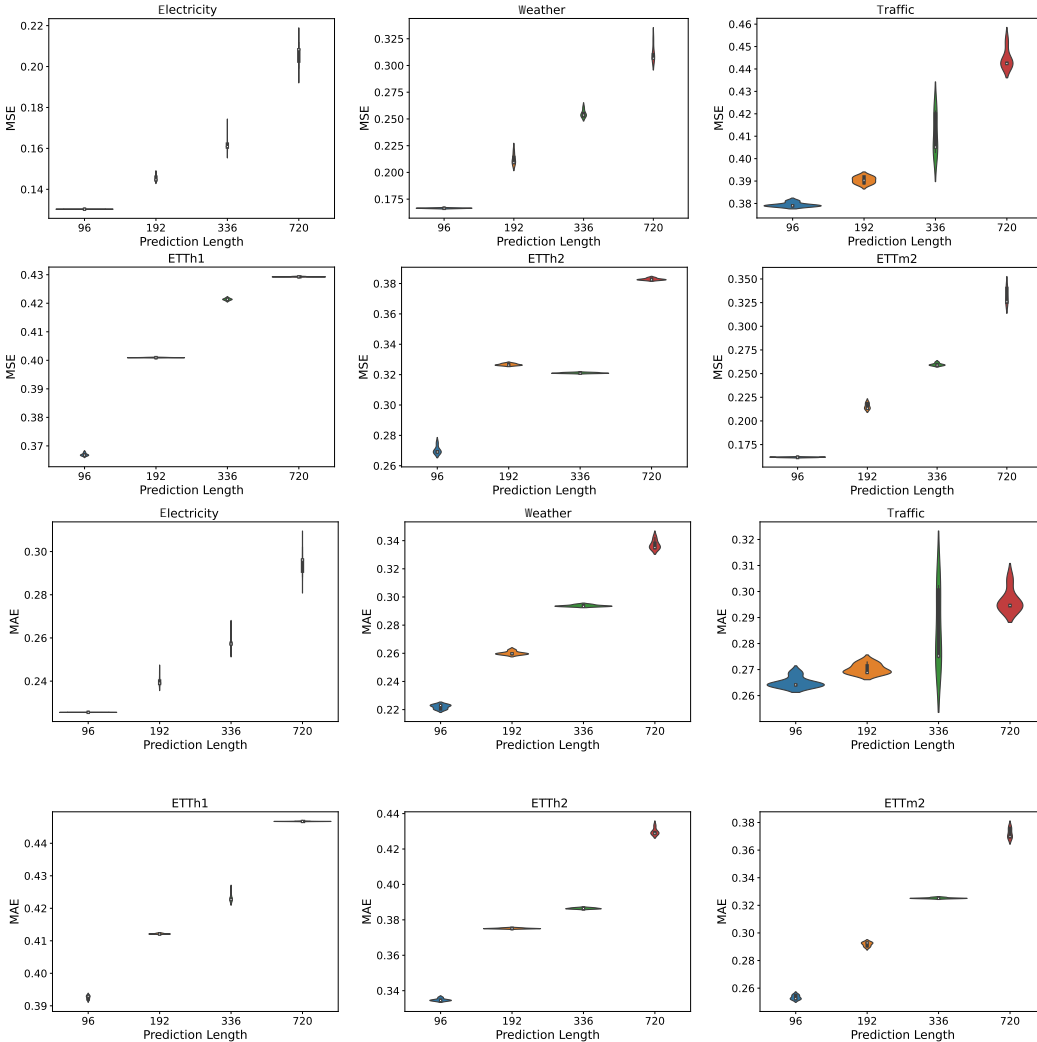 Electricity
0.22
0.20
0.18
0.16
0.14
MSE
96 192 336 720
Prediction Length
Weather
0.325
0.300
0.275
0.250
0.225
0.200
0.175
MSE
96 192 336 720
Prediction Length
Traffic
0.46
0.45
0.44
0.43
0.42
0.41
0.40
0.39
0.38
MSE
96 192 336 720
Prediction Length
ETTh1
0.43
0.42
0.41
0.40
0.39
0.38
0.37
MSE
96 192 336 720
Prediction Length
ETTh2
0.38
0.36
0.34
0.32
0.30
0.28
0.26
MSE
96 192 336 720
Prediction Length
ETTm2
0.350
0.325
0.300
0.275
0.250
0.225
0.200
0.175
MSE
96 192 336 720
Prediction Length
Electricity
0.30
0.28
0.26
0.24
MAE
96 192 336 720
Prediction Length
Weather
0.34
0.32
0.30
0.28
0.26
0.24
0.22
MAE
96 192 336 720
Prediction Length
Traffic
0.32
0.31
0.30
0.29
0.28
0.27
0.26
MAE
96 192 336 720
Prediction Length
ETTh1
0.44
0.43
0.42
0.41
0.40
0.39
MAE
96 192 336 720
Prediction Length
ETTh2
0.44
0.42
0.40
0.38
0.36
0.34
MAE
96 192 336 720
Prediction Length
ETTm2
0.38
0.36
0.34
0.32
0.30
0.28
0.26
MAE
96 192 336 720
Prediction Length